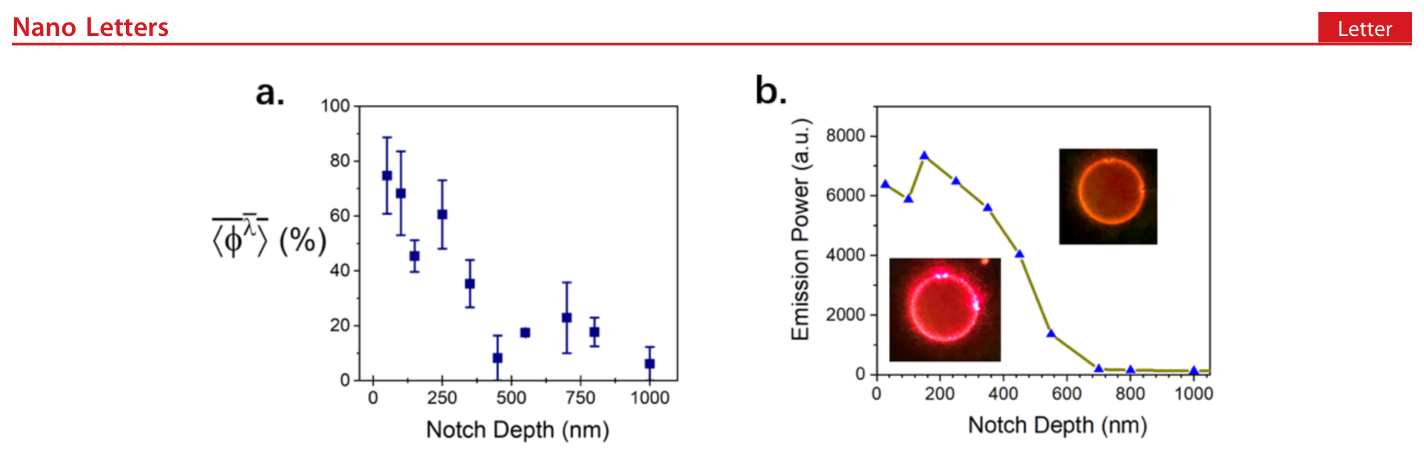 Nano Letters
Letter
a.
100
80
60
40
20
0
⟨ϕ^λ̄⟩ (%)
0 250 500 750 1000
Notch Depth (nm)
b.
8000
6000
4000
2000
0
Emission Power (a.u.)
0 200 400 600 800 1000
Notch Depth (nm)